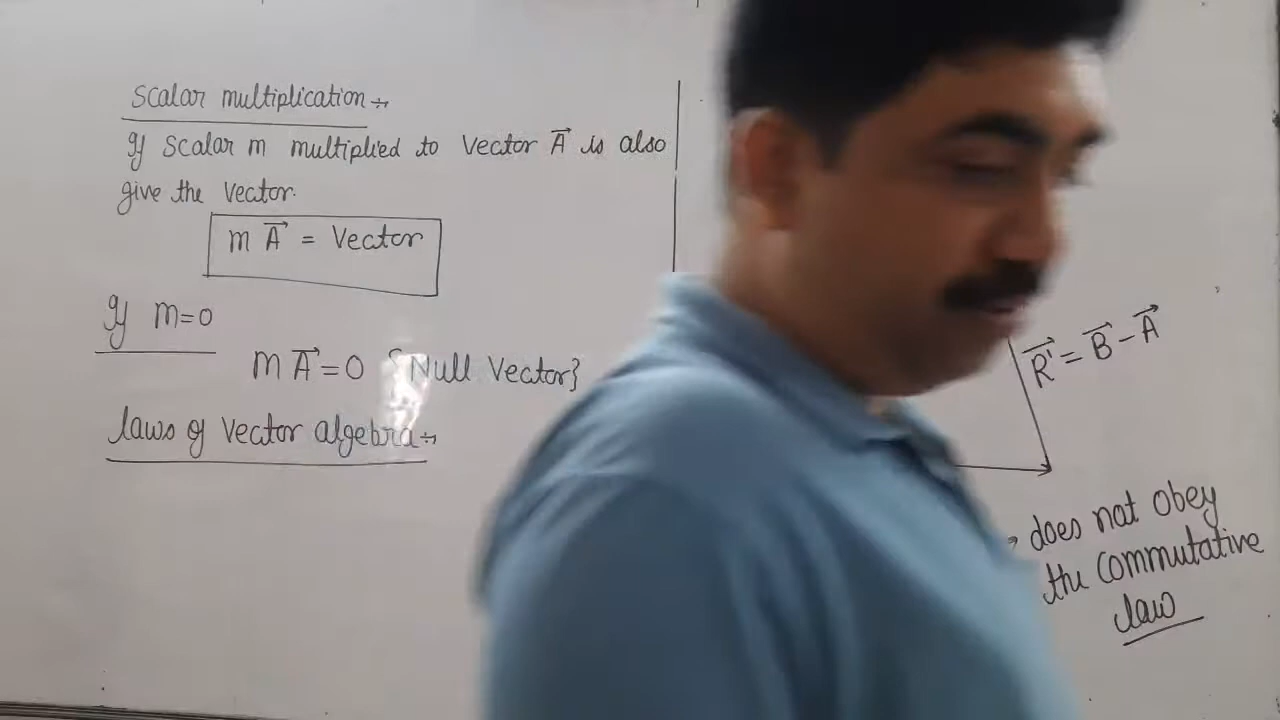 Scalar multiplication →
If Scalar m multiplied to Vector A⃗ is also
give the Vector.
m A⃗ = Vector
If m=0
m A⃗ = 0 {Null Vector}
laws of Vector algebra →
R⃗' = B⃗ - A⃗
does not obey
the commutative
law